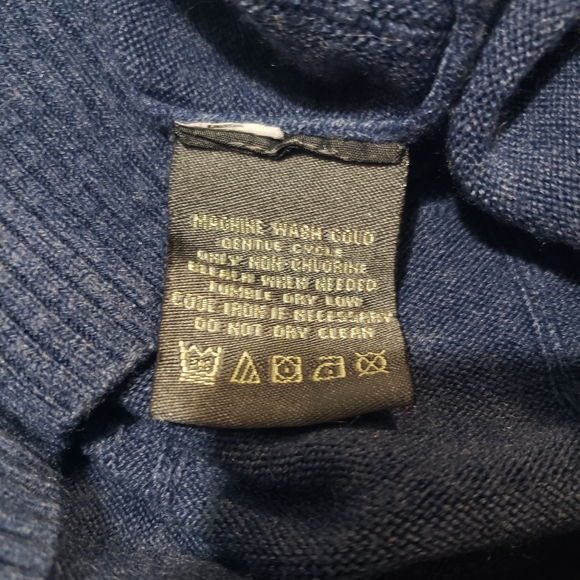 MACHINE WASH COLD
GENTLE CYCLE
ONLY NON-CHLORINE
BLEACH WHEN NEEDED
TUMBLE DRY LOW
COOL IRON IF NECESSARY
DO NOT DRY CLEAN
30